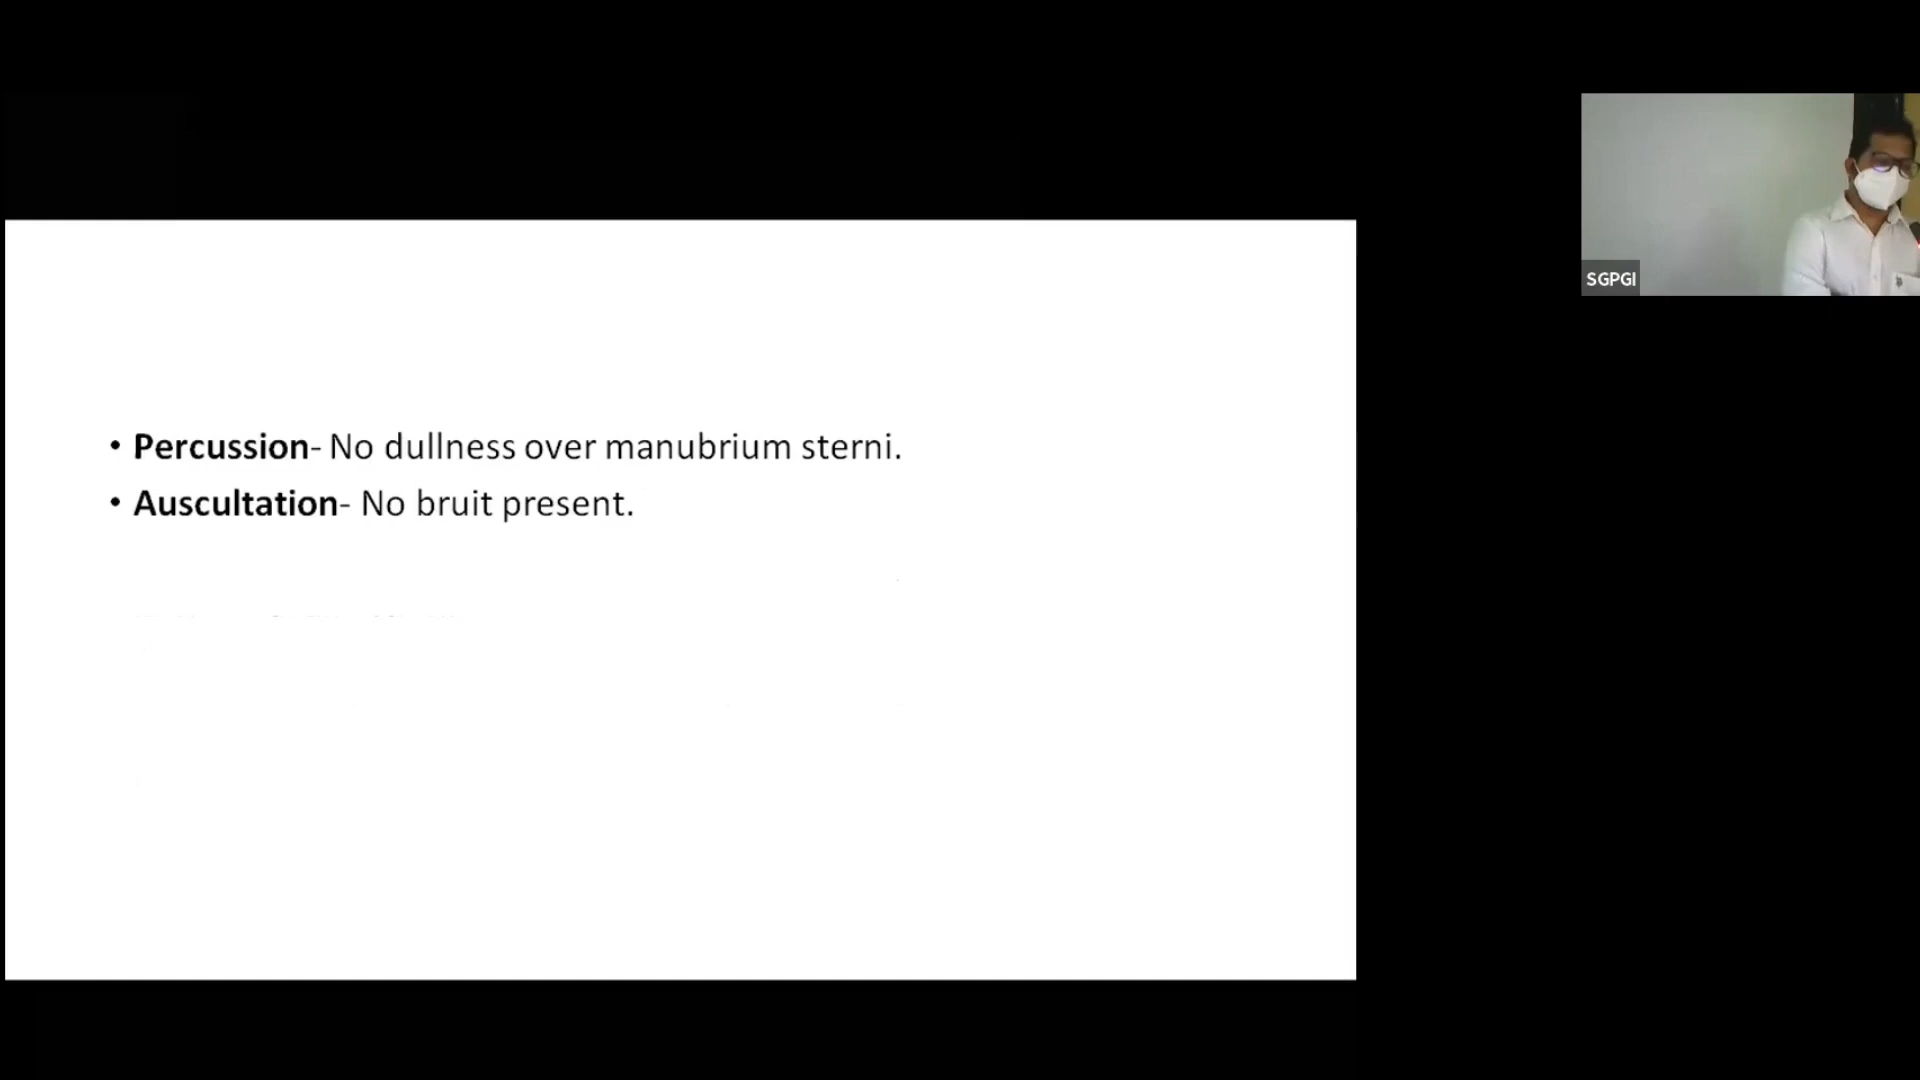 • Percussion- No dullness over manubrium sterni.
• Auscultation- No bruit present.
SGPGI